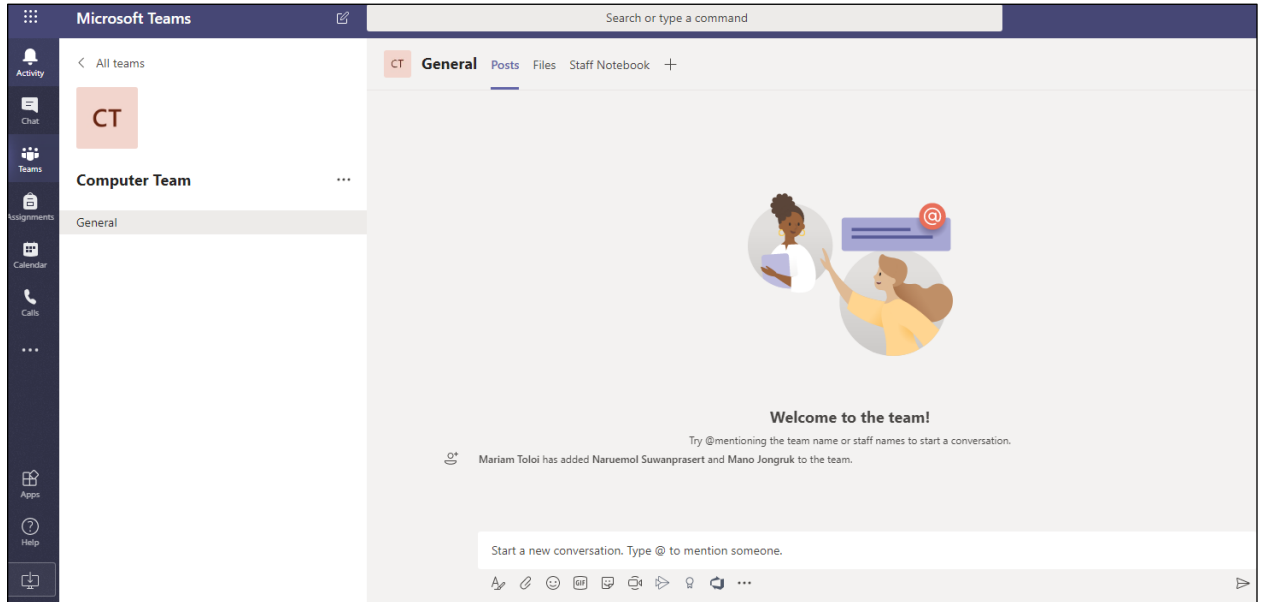 Microsoft Teams
Search or type a command
Activity
Chat
Teams
Assignments
Calendar
Calls
Apps
Help
All teams
CT
Computer Team
General
CT General Posts Files Staff Notebook
@
Welcome to the team!
Try @mentioning the team name or staff names to start a conversation.
Mariam Toloi has added Naruemol Suwanprasert and Mano Jongruk to the team.
Start a new conversation. Type @ to mention someone.
GIF